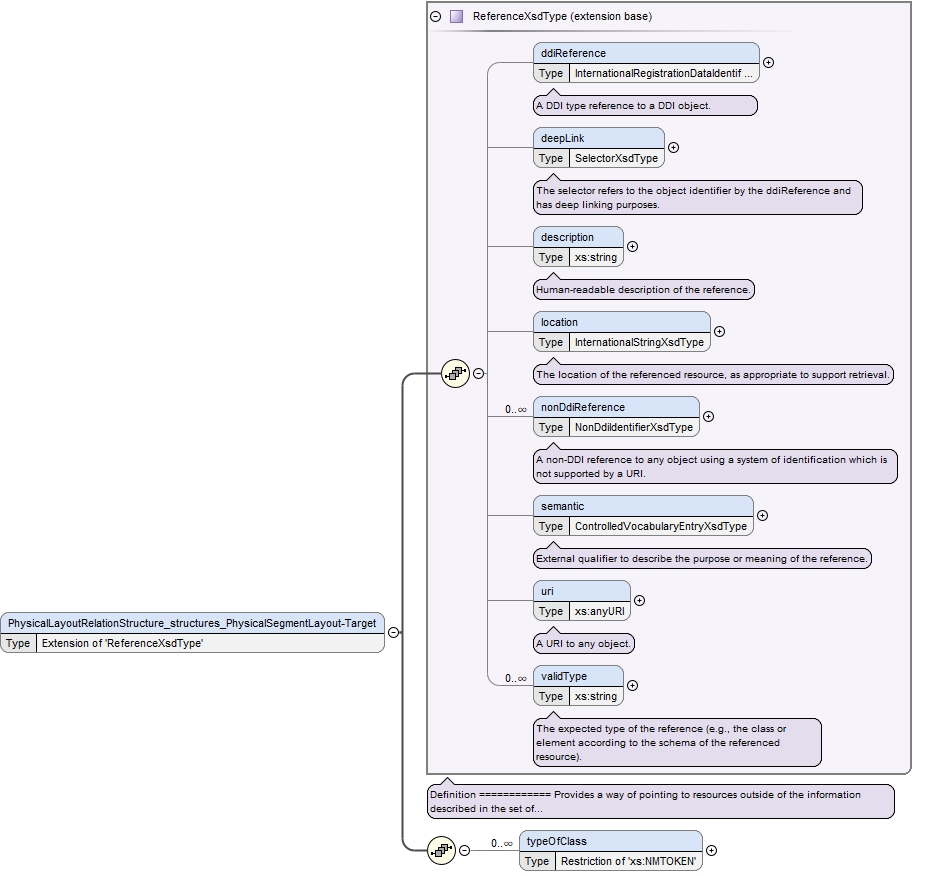 ReferenceXsdType (extension base)
ddiReference
Type InternationalRegistrationDataIdentif ...
A DDI type reference to a DDI object.
deepLink
Type SelectorXsdType
The selector refers to the object identifier by the ddiReference and
has deep linking purposes.
description
Type xs:string
Human-readable description of the reference.
location
Type InternationalStringXsdType
The location of the referenced resource, as appropriate to support retrieval.
0..∞ nonDdiReference
Type NonDdiIdentifierXsdType
A non-DDI reference to any object using a system of identification which is
not supported by a URI.
semantic
Type ControlledVocabularyEntryXsdType
External qualifier to describe the purpose or meaning of the reference.
uri
Type xs:anyURI
A URI to any object.
0..∞ validType
Type xs:string
The expected type of the reference (e.g., the class or
element according to the schema of the referenced
resource).
PhysicalLayoutRelationStructure_structures_PhysicalSegmentLayout-Target
Type Extension of 'ReferenceXsdType'
Definition ============ Provides a way of pointing to resources outside of the information
described in the set of...
0..∞ typeOfClass
Type Restriction of 'xs:NMTOKEN'